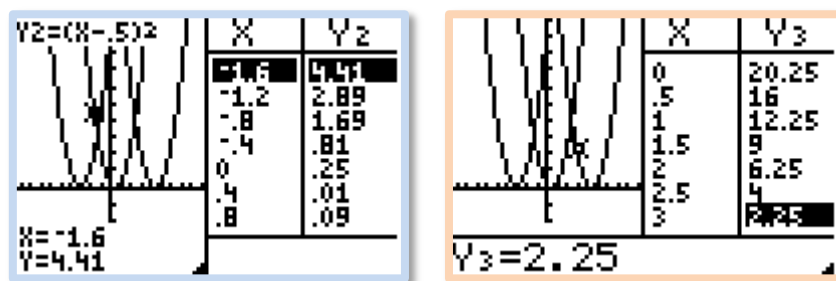 Y2=(X-.5)²
X Y2
-1.6 4.41
-1.2 2.89
-.8 1.69
-.4 .81
0 .25
.4 .01
.8 .09
X=-1.6
Y=4.41
X Y3
0 20.25
.5 16
1 12.25
1.5 9
2 6.25
2.5 4
3 2.25
Y3=2.25